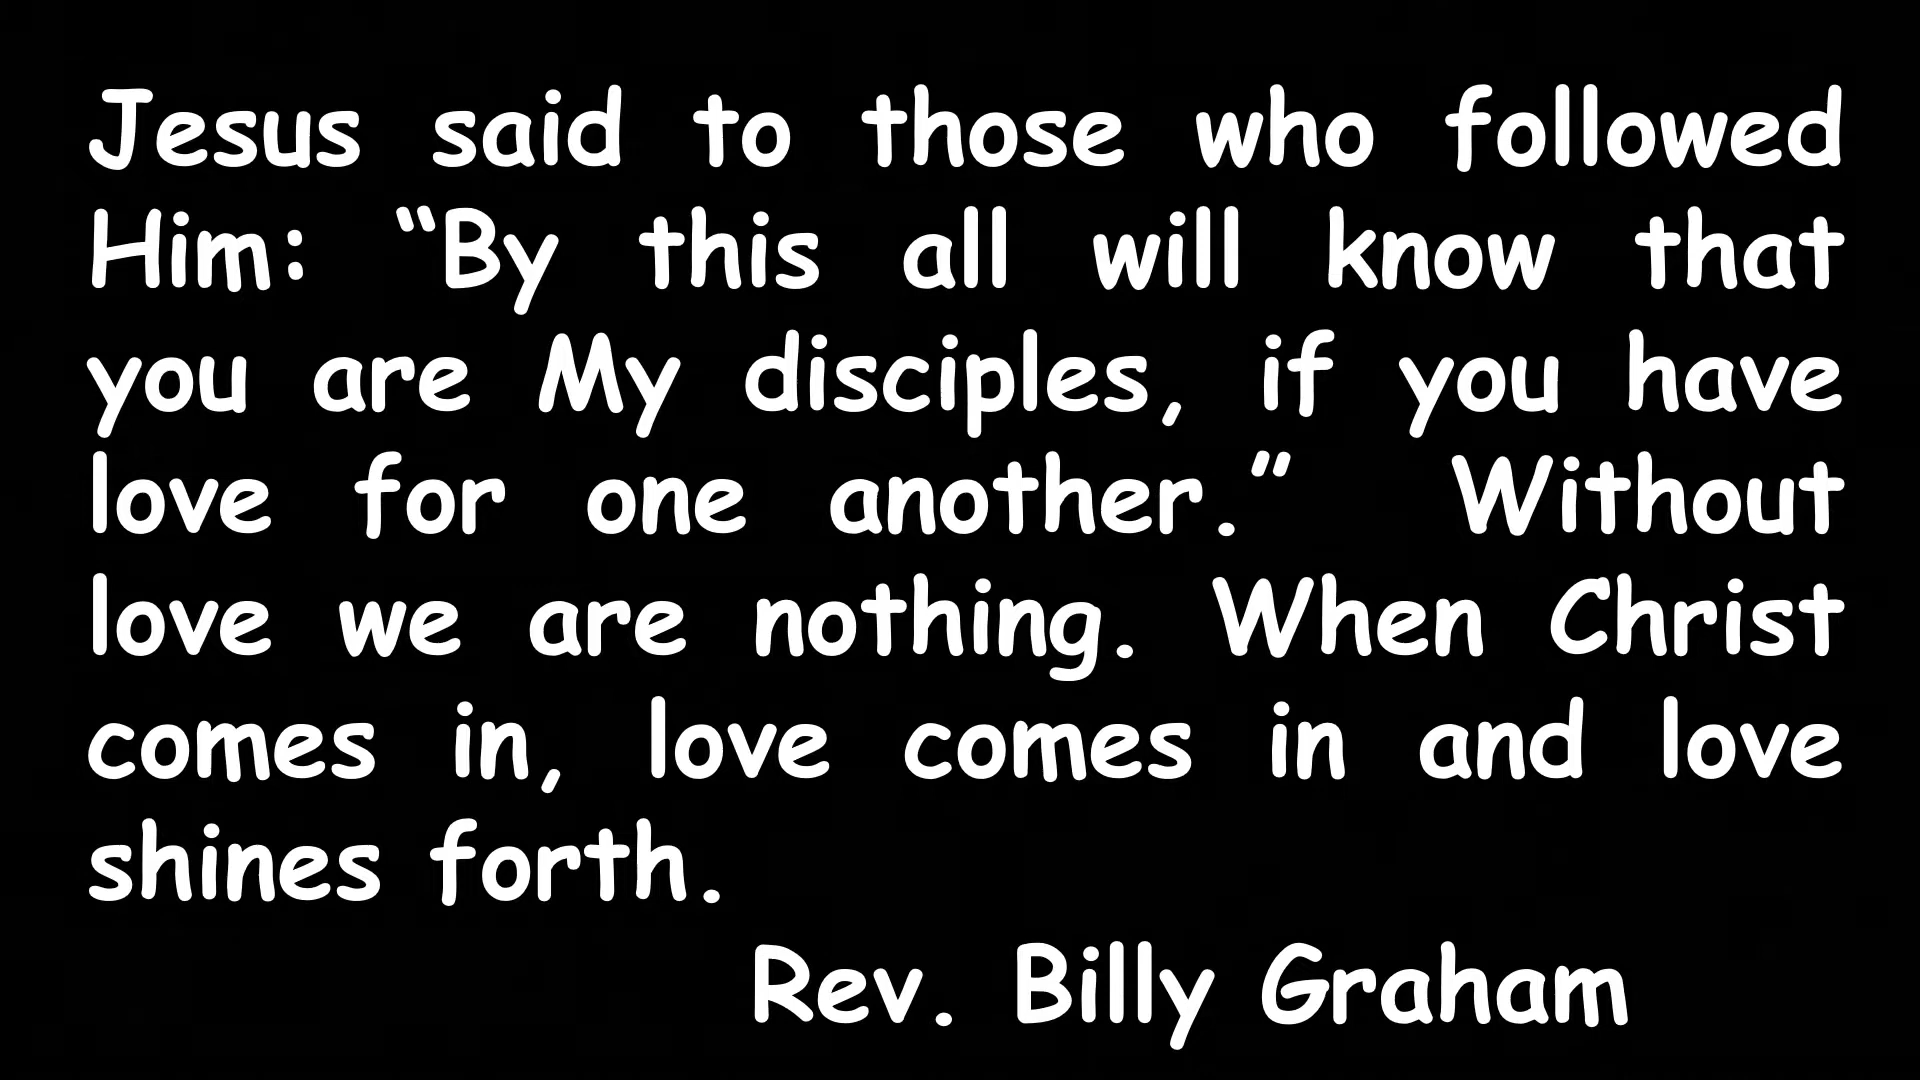 Jesus said to those who followed
Him: “By this all will know that
you are My disciples, if you have
love for one another.” Without
love we are nothing. When Christ
comes in, love comes in and love
shines forth.
Rev. Billy Graham